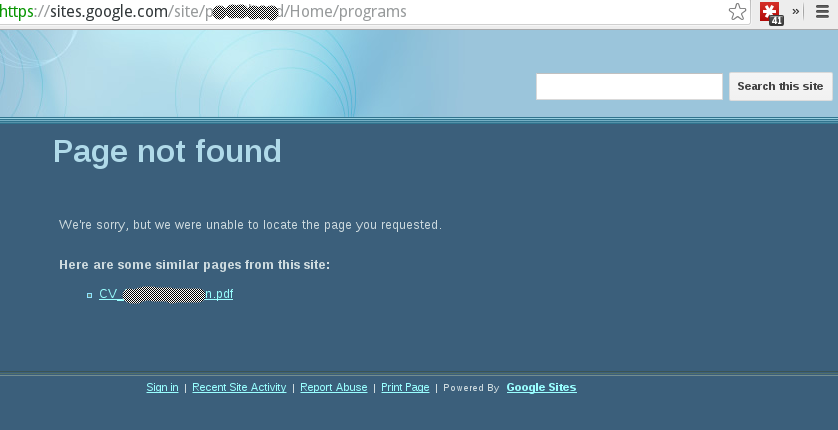 https://sites.google.com/site/p d/Home/programs
41
»
Search this site
Page not found
We're sorry, but we were unable to locate the page you requested.
Here are some similar pages from this site:
CV_ n.pdf
Sign in | Recent Site Activity | Report Abuse | Print Page | Powered By Google Sites